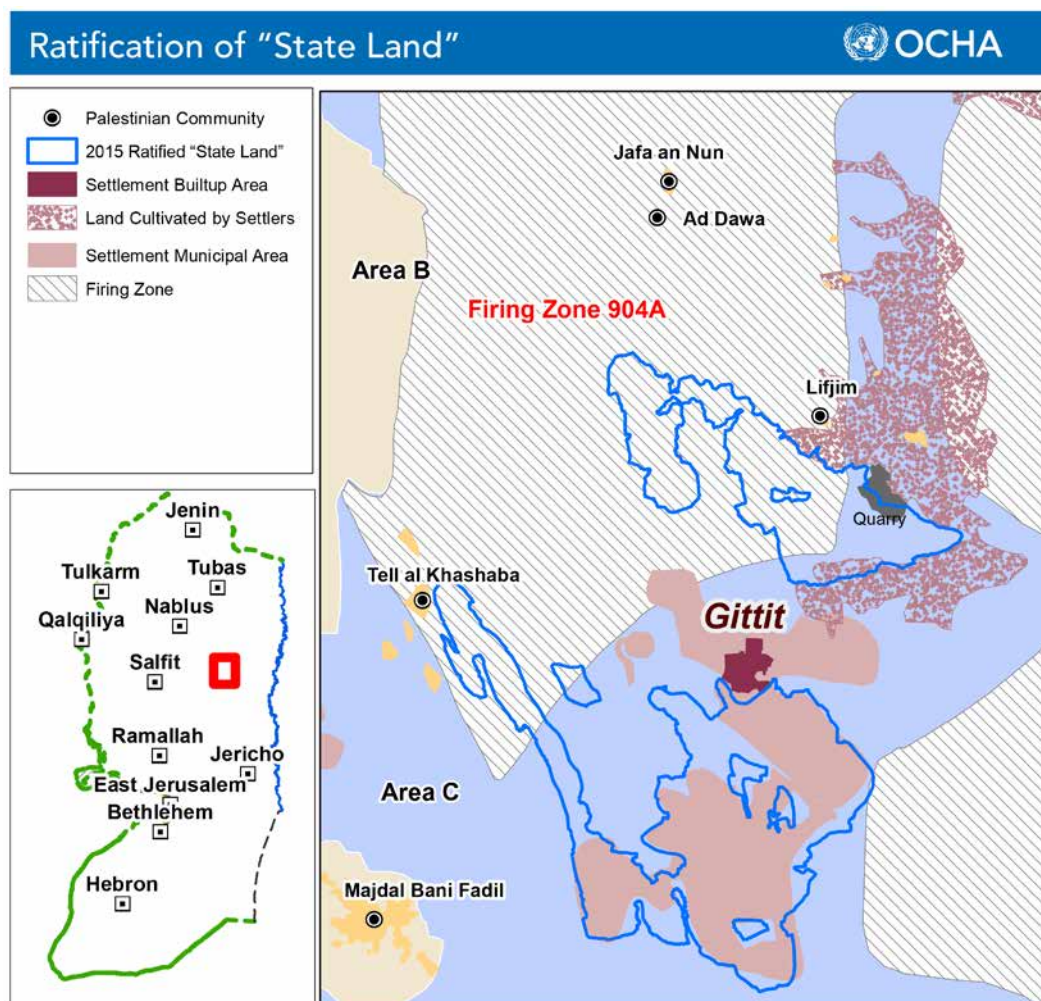 Ratification of "State Land"
OCHA
Palestinian Community
2015 Ratified "State Land"
Settlement Builtup Area
Land Cultivated by Settlers
Settlement Municipal Area
Firing Zone
Jenin
Tulkarm
Tubas
Nablus
Qalqiliya
Salfit
Ramallah
Jericho
East Jerusalem
Bethlehem
Hebron
Jafa an Nun
Ad Dawa
Area B
Firing Zone 904A
Lifjim
Quarry
Tell al Khashaba
Gittit
Area C
Majdal Bani Fadil